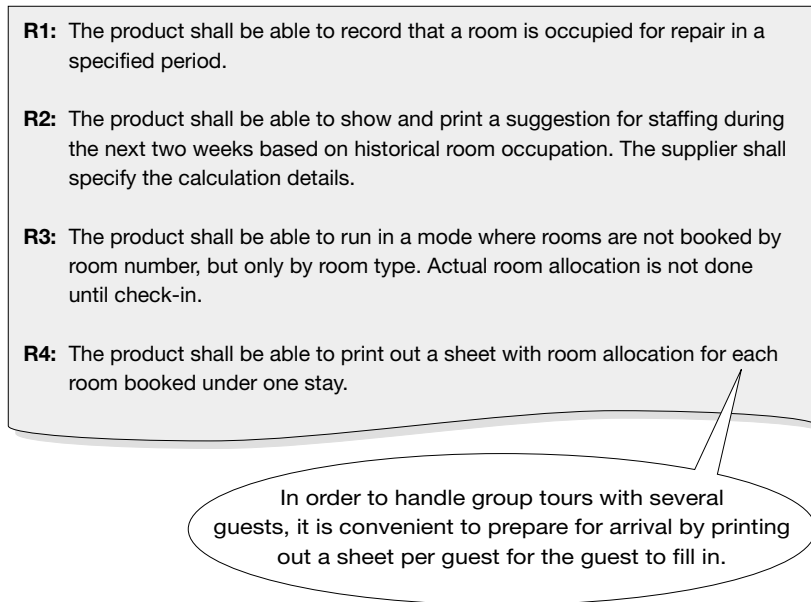 R1: The product shall be able to record that a room is occupied for repair in a
specified period.
R2: The product shall be able to show and print a suggestion for staffing during
the next two weeks based on historical room occupation. The supplier shall
specify the calculation details.
R3: The product shall be able to run in a mode where rooms are not booked by
room number, but only by room type. Actual room allocation is not done
until check-in.
R4: The product shall be able to print out a sheet with room allocation for each
room booked under one stay.
In order to handle group tours with several
guests, it is convenient to prepare for arrival by printing
out a sheet per guest for the guest to fill in.